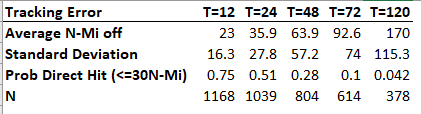 Tracking Error T=12 T=24 T=48 T=72 T=120
Average N-Mi off 23 35.9 63.9 92.6 170
Standard Deviation 16.3 27.8 57.2 74 115.3
Prob Direct Hit (<=30N-Mi) 0.75 0.51 0.28 0.1 0.042
N 1168 1039 804 614 378